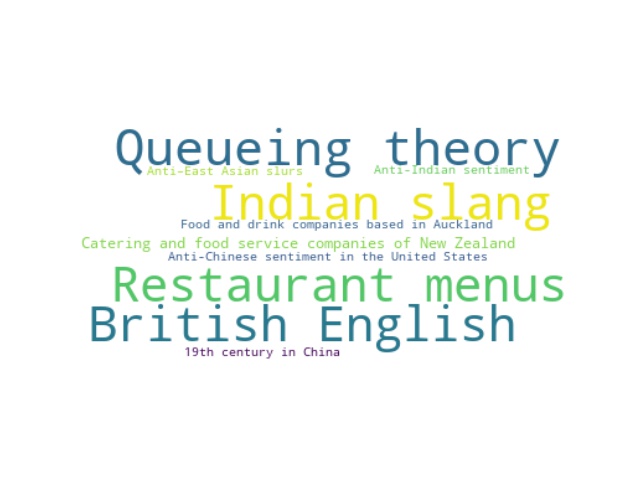 Queueing theory
Anti-East Asian slurs
Anti-Indian sentiment
Indian slang
Food and drink companies based in Auckland
Catering and food service companies of New Zealand
Anti-Chinese sentiment in the United States
Restaurant menus
British English
19th century in China